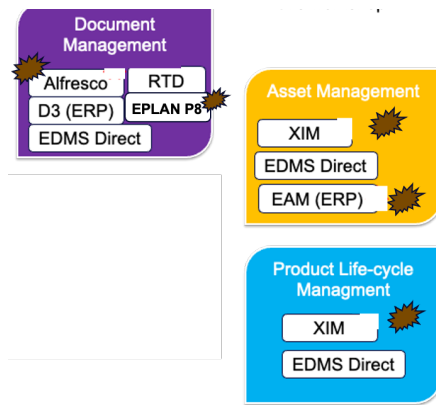 Document
Management
Alfresco
RTD
D3 (ERP)
EPLAN P8
EDMS Direct
Asset Management
XIM
EDMS Direct
EAM (ERP)
Product Life-cycle
Managment
XIM
EDMS Direct